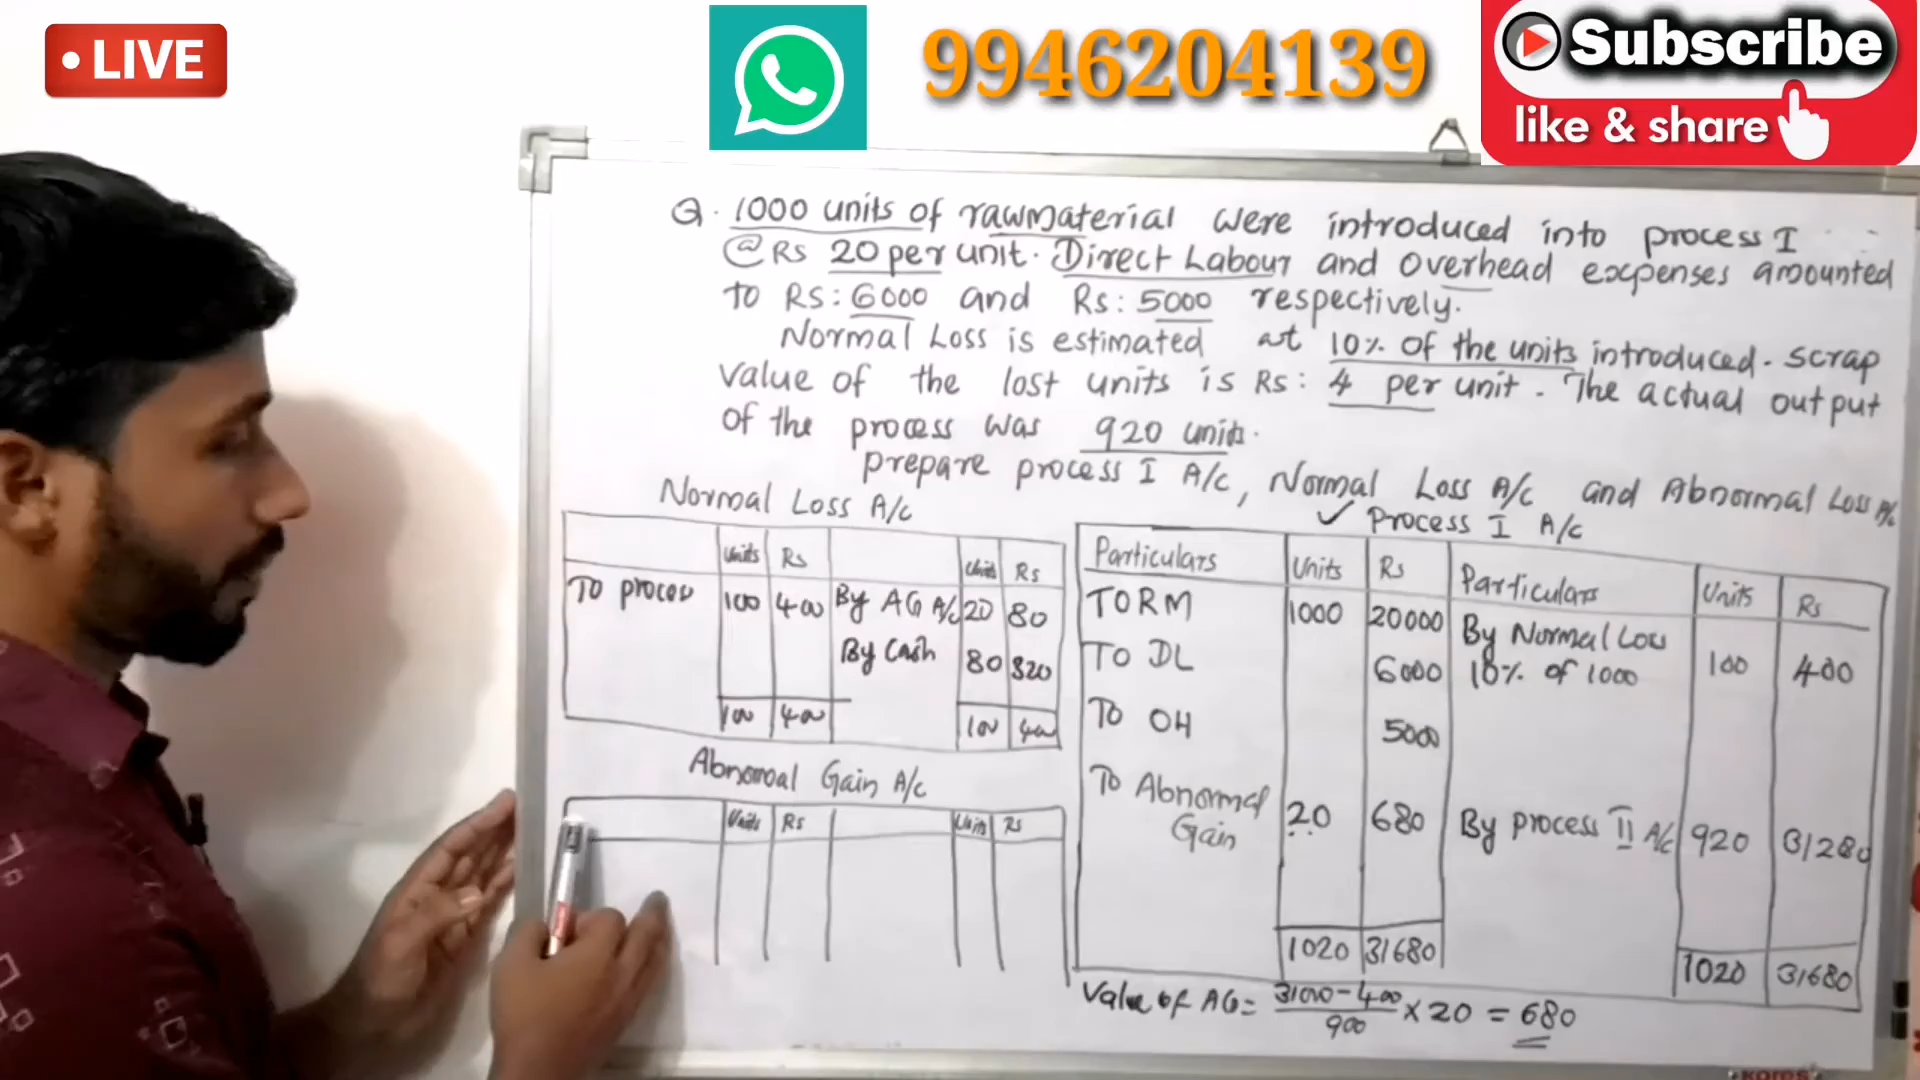 LIVE
9946204139
Subscribe
like & share
Q. 1000 units of rawmaterial were introduced into process I
@ Rs 20 per unit. Direct Labour and overhead expenses amounted
to Rs: 6000 and Rs: 5000 respectively.
Normal Loss is estimated at 10% of the units introduced. Scrap
value of the lost units is Rs: 4 per unit. The actual output
of the process was 920 units.
prepare process I A/c, Normal Loss A/c and Abnormal Loss A/c
Normal Loss A/c
Units Rs Units Rs
To process 100 400 By AG A/c 20 80
By Cash 80 320
100 400 100 400
Abnormal Gain A/c
Units Rs Units Rs
✓ Process I A/c
Particulars Units Rs Particulars Units Rs
TO RM 1000 20000 By Normal Loss
TO DL 6000 10% of 1000 100 400
To OH 5000
To Abnormal
Gain 20 680 By process II A/c 920 31280
1020 31680 1020 31680
Value of AG = 31000-400/900 × 20 = 680
Kores